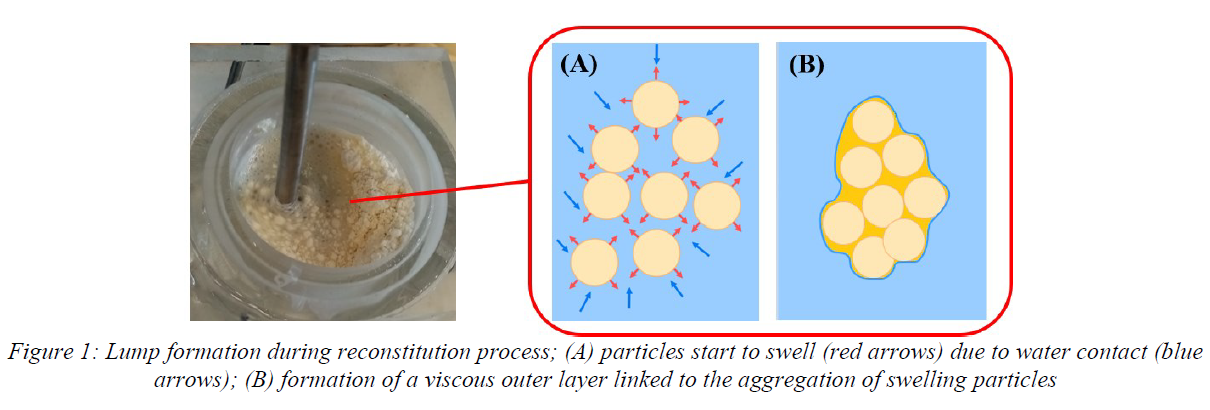 (A)
(B)
Figure 1: Lump formation during reconstitution process; (A) particles start to swell (red arrows) due to water contact (blue
arrows); (B) formation of a viscous outer layer linked to the aggregation of swelling particles